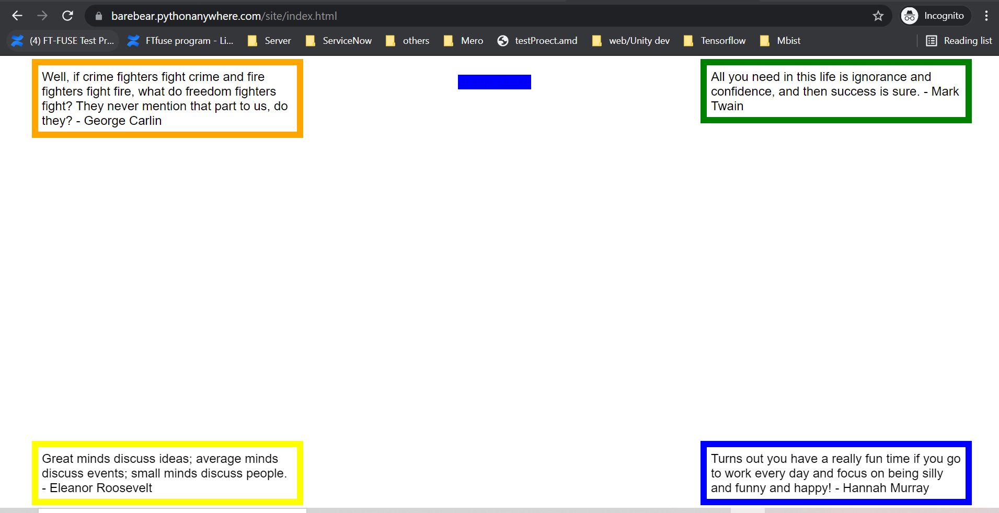 barebear.pythonanywhere.com/site/index.html
Incognito
(4) FT-FUSE Test Pr...
FTfuse program - Li...
Server
ServiceNow
others
Mero
testProect.amd
web/Unity dev
Tensorflow
Mbist
Reading list
Well, if crime fighters fight crime and fire
fighters fight fire, what do freedom fighters
fight? They never mention that part to us, do
they? - George Carlin
All you need in this life is ignorance and
confidence, and then success is sure. - Mark
Twain
Great minds discuss ideas; average minds
discuss events; small minds discuss people.
- Eleanor Roosevelt
Turns out you have a really fun time if you go
to work every day and focus on being silly
and funny and happy! - Hannah Murray